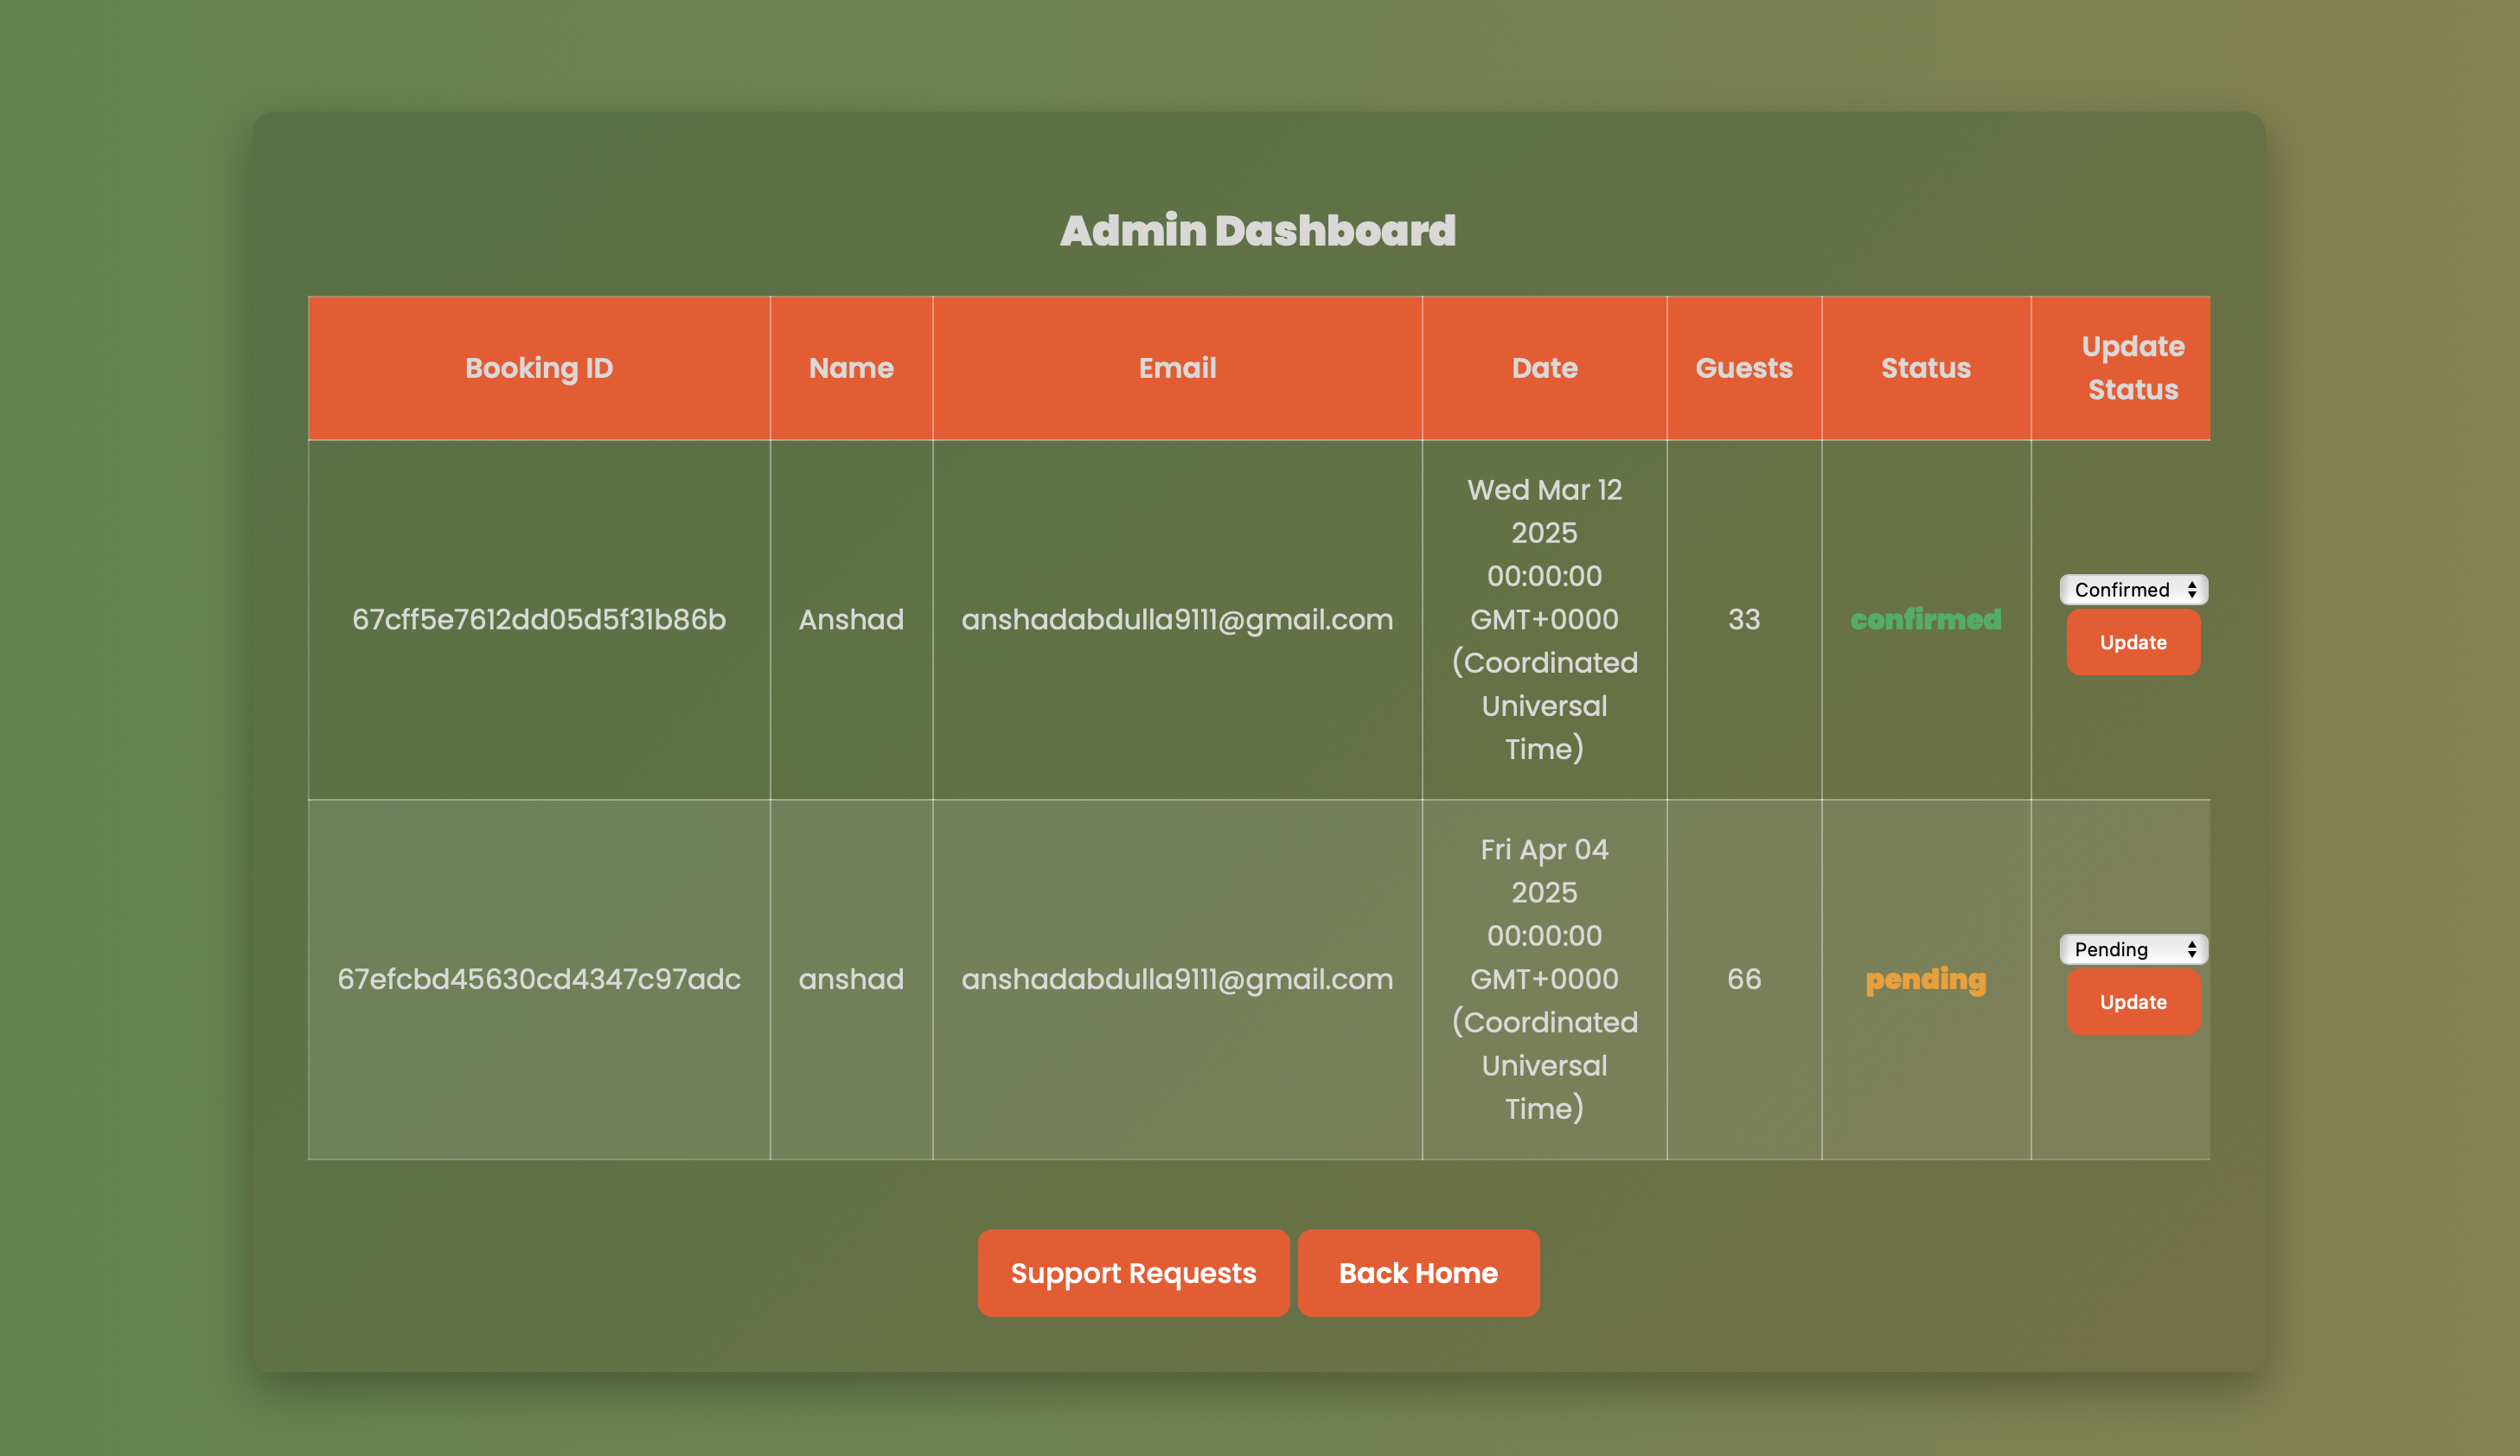 Admin Dashboard
Booking ID
Name
Email
Date
Guests
Status
Update
Status
67cff5e7612dd05d5f31b86b
Anshad
anshadabdulla9111@gmail.com
Wed Mar 12
2025
00:00:00
GMT+0000
(Coordinated
Universal
Time)
33
confirmed
Confirmed
Update
67efcbd45630cd4347c97adc
anshad
anshadabdulla9111@gmail.com
Fri Apr 04
2025
00:00:00
GMT+0000
(Coordinated
Universal
Time)
66
pending
Pending
Update
Support Requests
Back Home